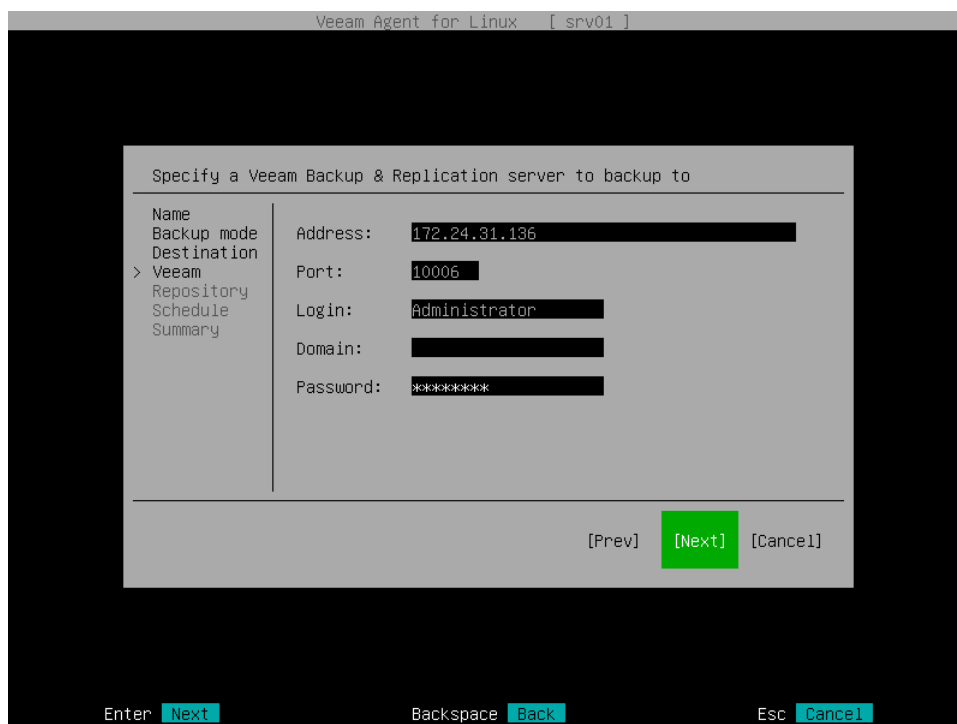 Veeam Agent for Linux [ srv01 ]
Specify a Veeam Backup & Replication server to backup to
Name
Backup mode
Destination
> Veeam
Repository
Schedule
Summary
Address: 172.24.31.136
Port: 10006
Login: Administrator
Domain:
Password: ********
[Prev] [Next] [Cancel]
Enter Next Backspace Back Esc Cancel